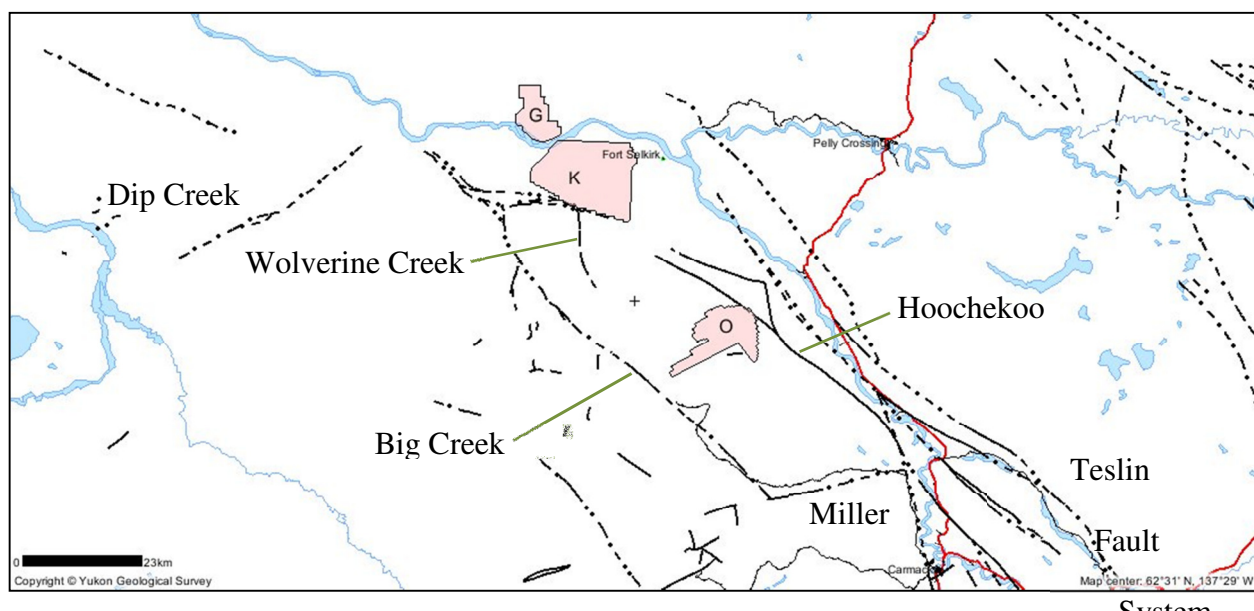 G
Pelly Crossing
Fort Selkirk
K
Dip Creek
Wolverine Creek
Hoochekoo
O
Big Creek
Teslin
Miller
Fault
0 23km
Carmacks
Copyright © Yukon Geological Survey
Map center: 62°31' N, 137°29' W
System